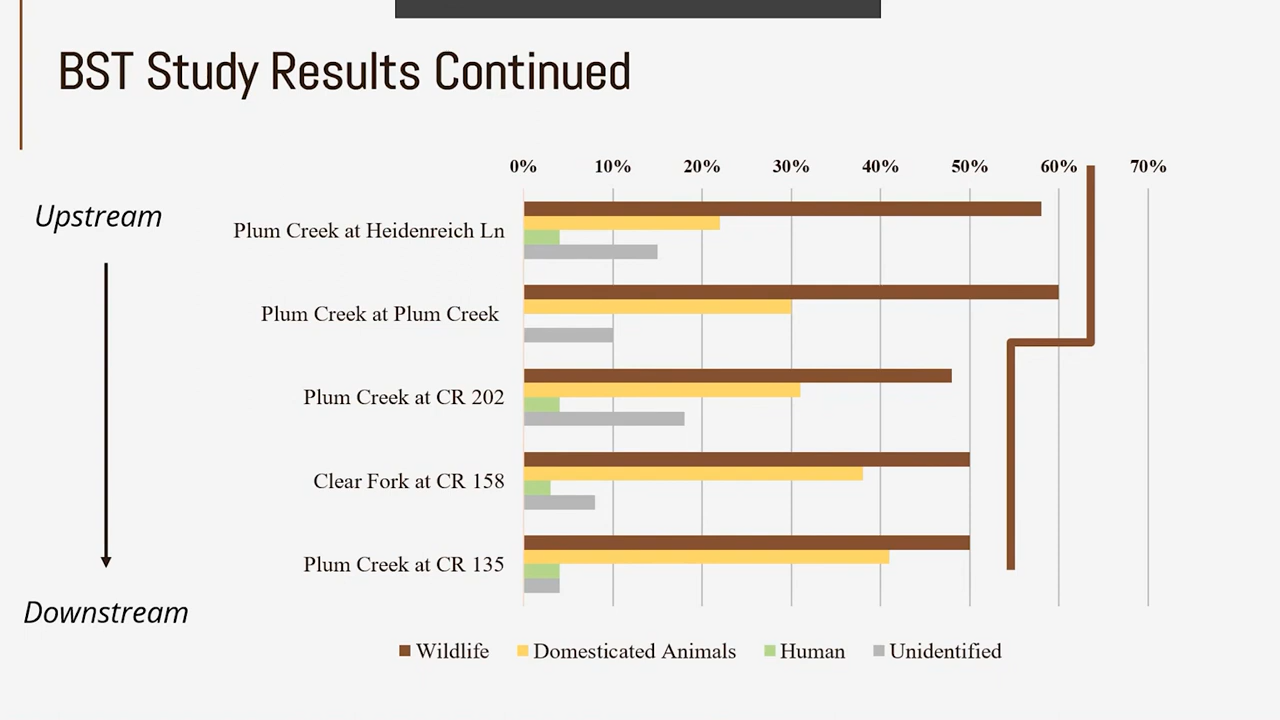 BST Study Results Continued
0% 10% 20% 30% 40% 50% 60% 70%
Upstream
Plum Creek at Heidenreich Ln
Plum Creek at Plum Creek
Plum Creek at CR 202
Clear Fork at CR 158
Plum Creek at CR 135
Downstream
Wildlife Domesticated Animals Human Unidentified